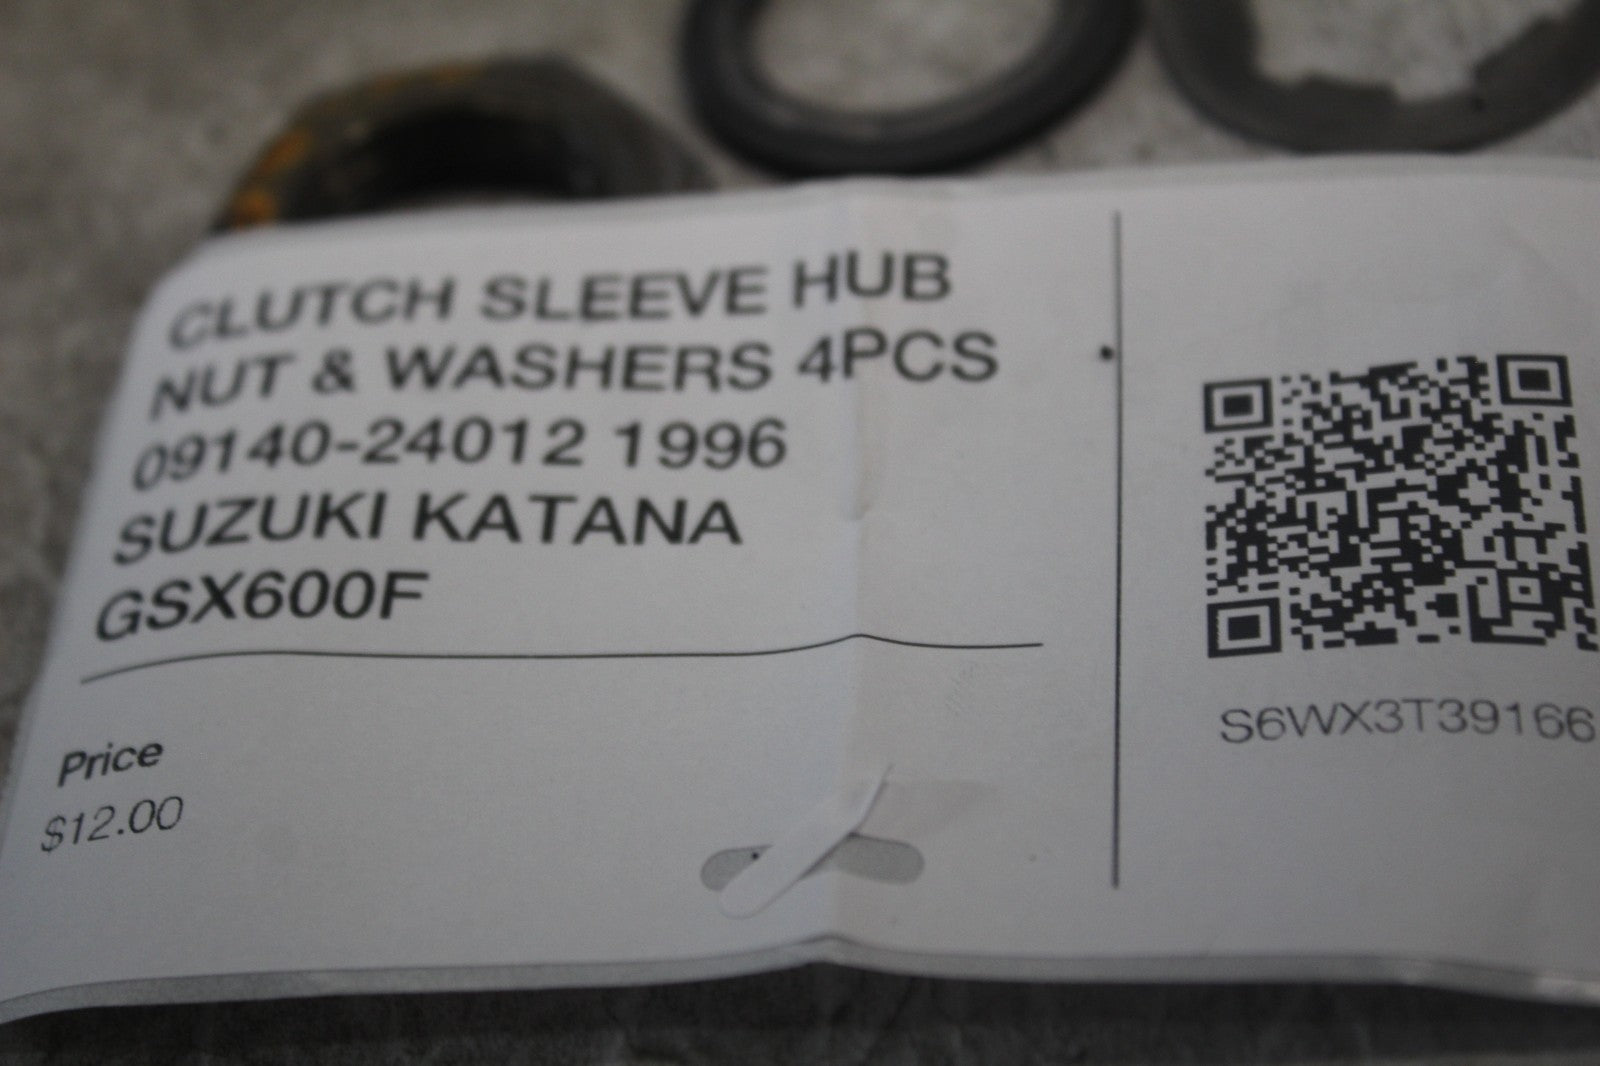 CLUTCH SLEEVE HUB
NUT & WASHERS 4PCS
09140-24012 1996
SUZUKI KATANA
GSX600F
Price
$12.00
S6WX3T39166